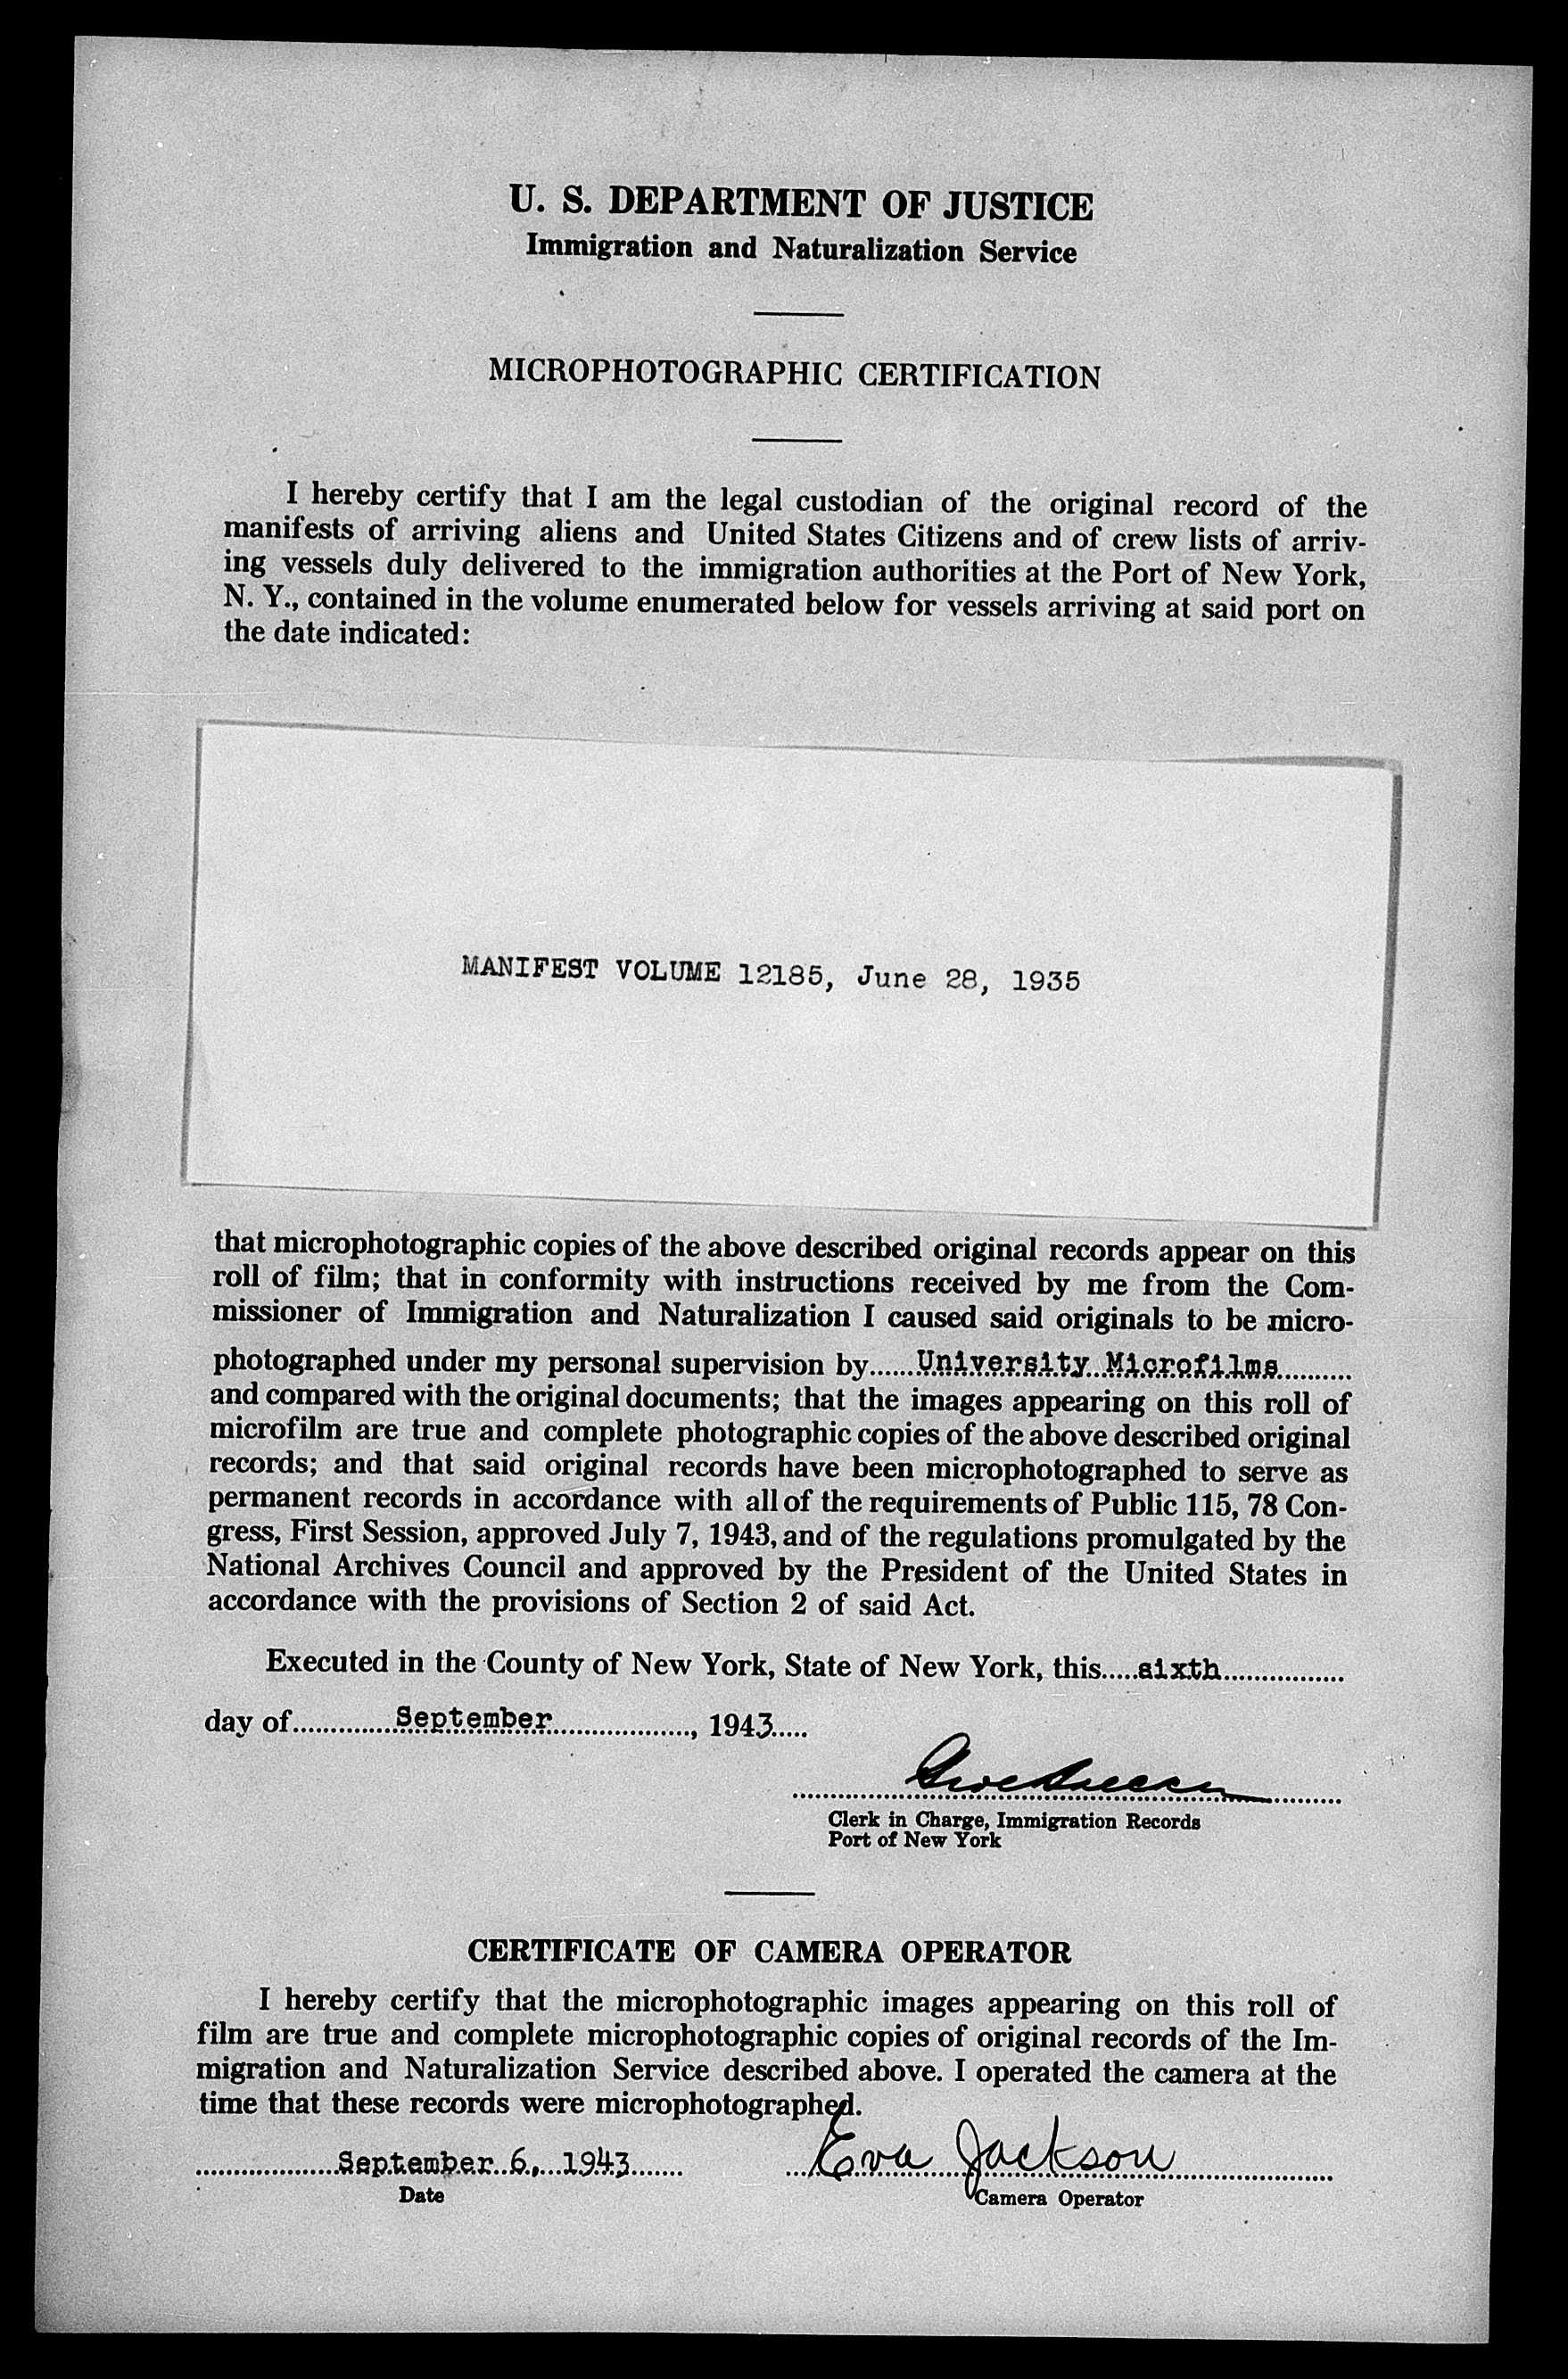 U. S. DEPARTMENT OF JUSTICE
Immigration and Naturalization Service
MICROPHOTOGRAPHIC CERTIFICATION
I hereby certify that I am the legal custodian of the original record of the
manifests of arriving aliens and United States Citizens and of crew lists of arriv-
ing vessels duly delivered to the immigration authorities at the Port of New York,
N. Y., contained in the volume enumerated below for vessels arriving at said port on
the date indicated:
MANIFEST VOLUME 12185, June 28, 1935
that microphotographic copies of the above described original records appear on this
roll of film; that in conformity with instructions received by me from the Com-
missioner of Immigration and Naturalization I caused said originals to be micro-
photographed under my personal supervision by......University Microfilms..........
and compared with the original documents; that the images appearing on this roll of
microfilm are true and complete photographic copies of the above described original
records; and that said original records have been microphotographed to serve as
permanent records in accordance with all of the requirements of Public 115, 78 Con-
gress, First Session, approved July 7, 1943, and of the regulations promulgated by the
National Archives Council and approved by the President of the United States in
accordance with the provisions of Section 2 of said Act.
Executed in the County of New York, State of New York, this.....sixth................
day of..............September..................., 1943.....
Clerk in Charge, Immigration Records
Port of New York
CERTIFICATE OF CAMERA OPERATOR
I hereby certify that the microphotographic images appearing on this roll of
film are true and complete microphotographic copies of original records of the Im-
migration and Naturalization Service described above. I operated the camera at the
time that these records were microphotographed.
...................September 6, 1943....... Eva Jackson
Date Camera Operator